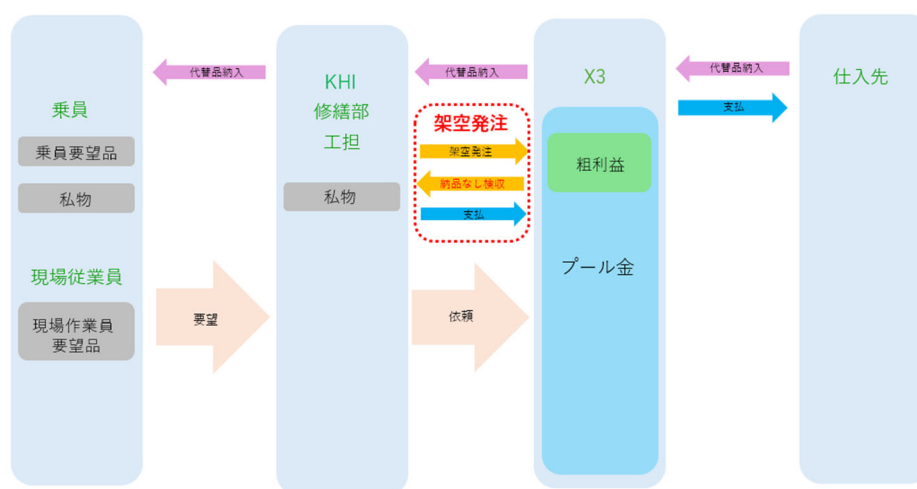 代替品納入
代替品納入
代替品納入
支払
乗員
乗員要望品
私物
現場従業員
現場作業員
要望品
要望
KHI
修繕部
工担
私物
架空発注
架空発注
納品なし検収
支払
依頼
X3
粗利益
プール金
仕入先